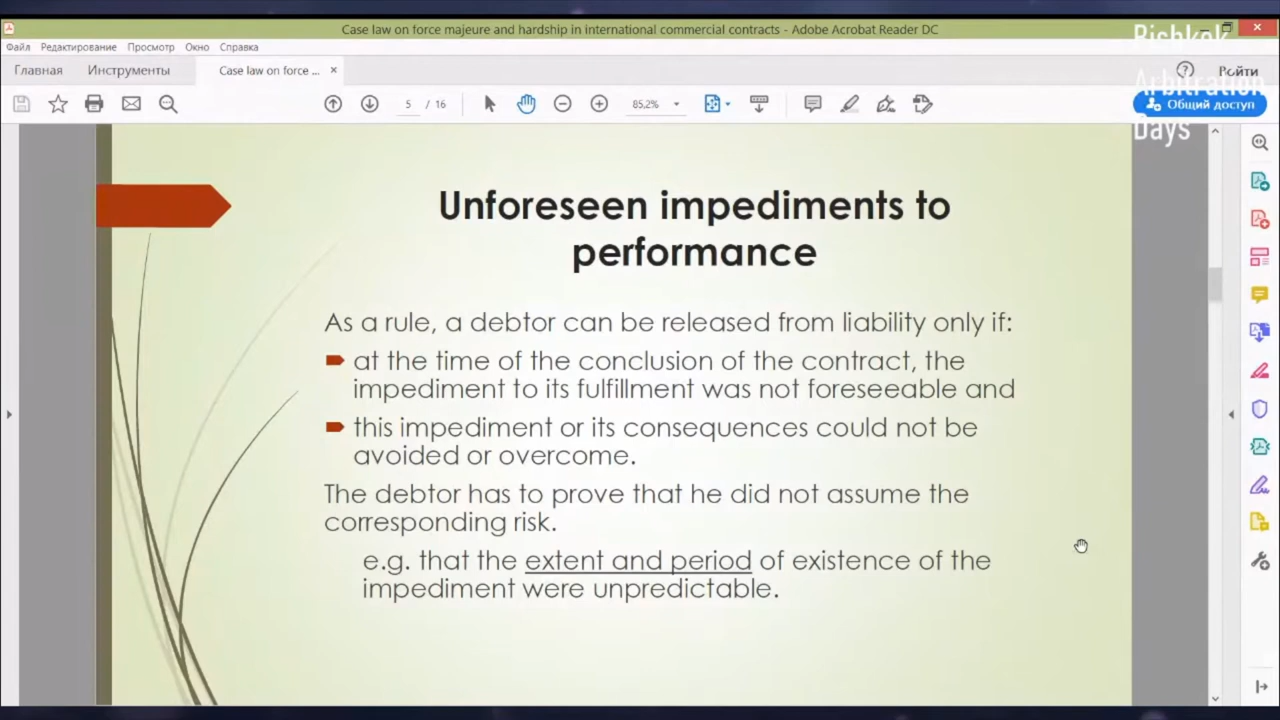 Case law on force majeure and hardship in international commercial contracts - Adobe Acrobat Reader DC
Файл Редактирование Просмотр Окно Справка
Главная Инструменты Case law on force ... × Войти
5 / 16 85,2% Общий доступ
Bishkek
Arbitration
Days
Unforeseen impediments to
performance
As a rule, a debtor can be released from liability only if:
at the time of the conclusion of the contract, the
impediment to its fulfillment was not foreseeable and
this impediment or its consequences could not be
avoided or overcome.
The debtor has to prove that he did not assume the
corresponding risk.
e.g. that the extent and period of existence of the
impediment were unpredictable.